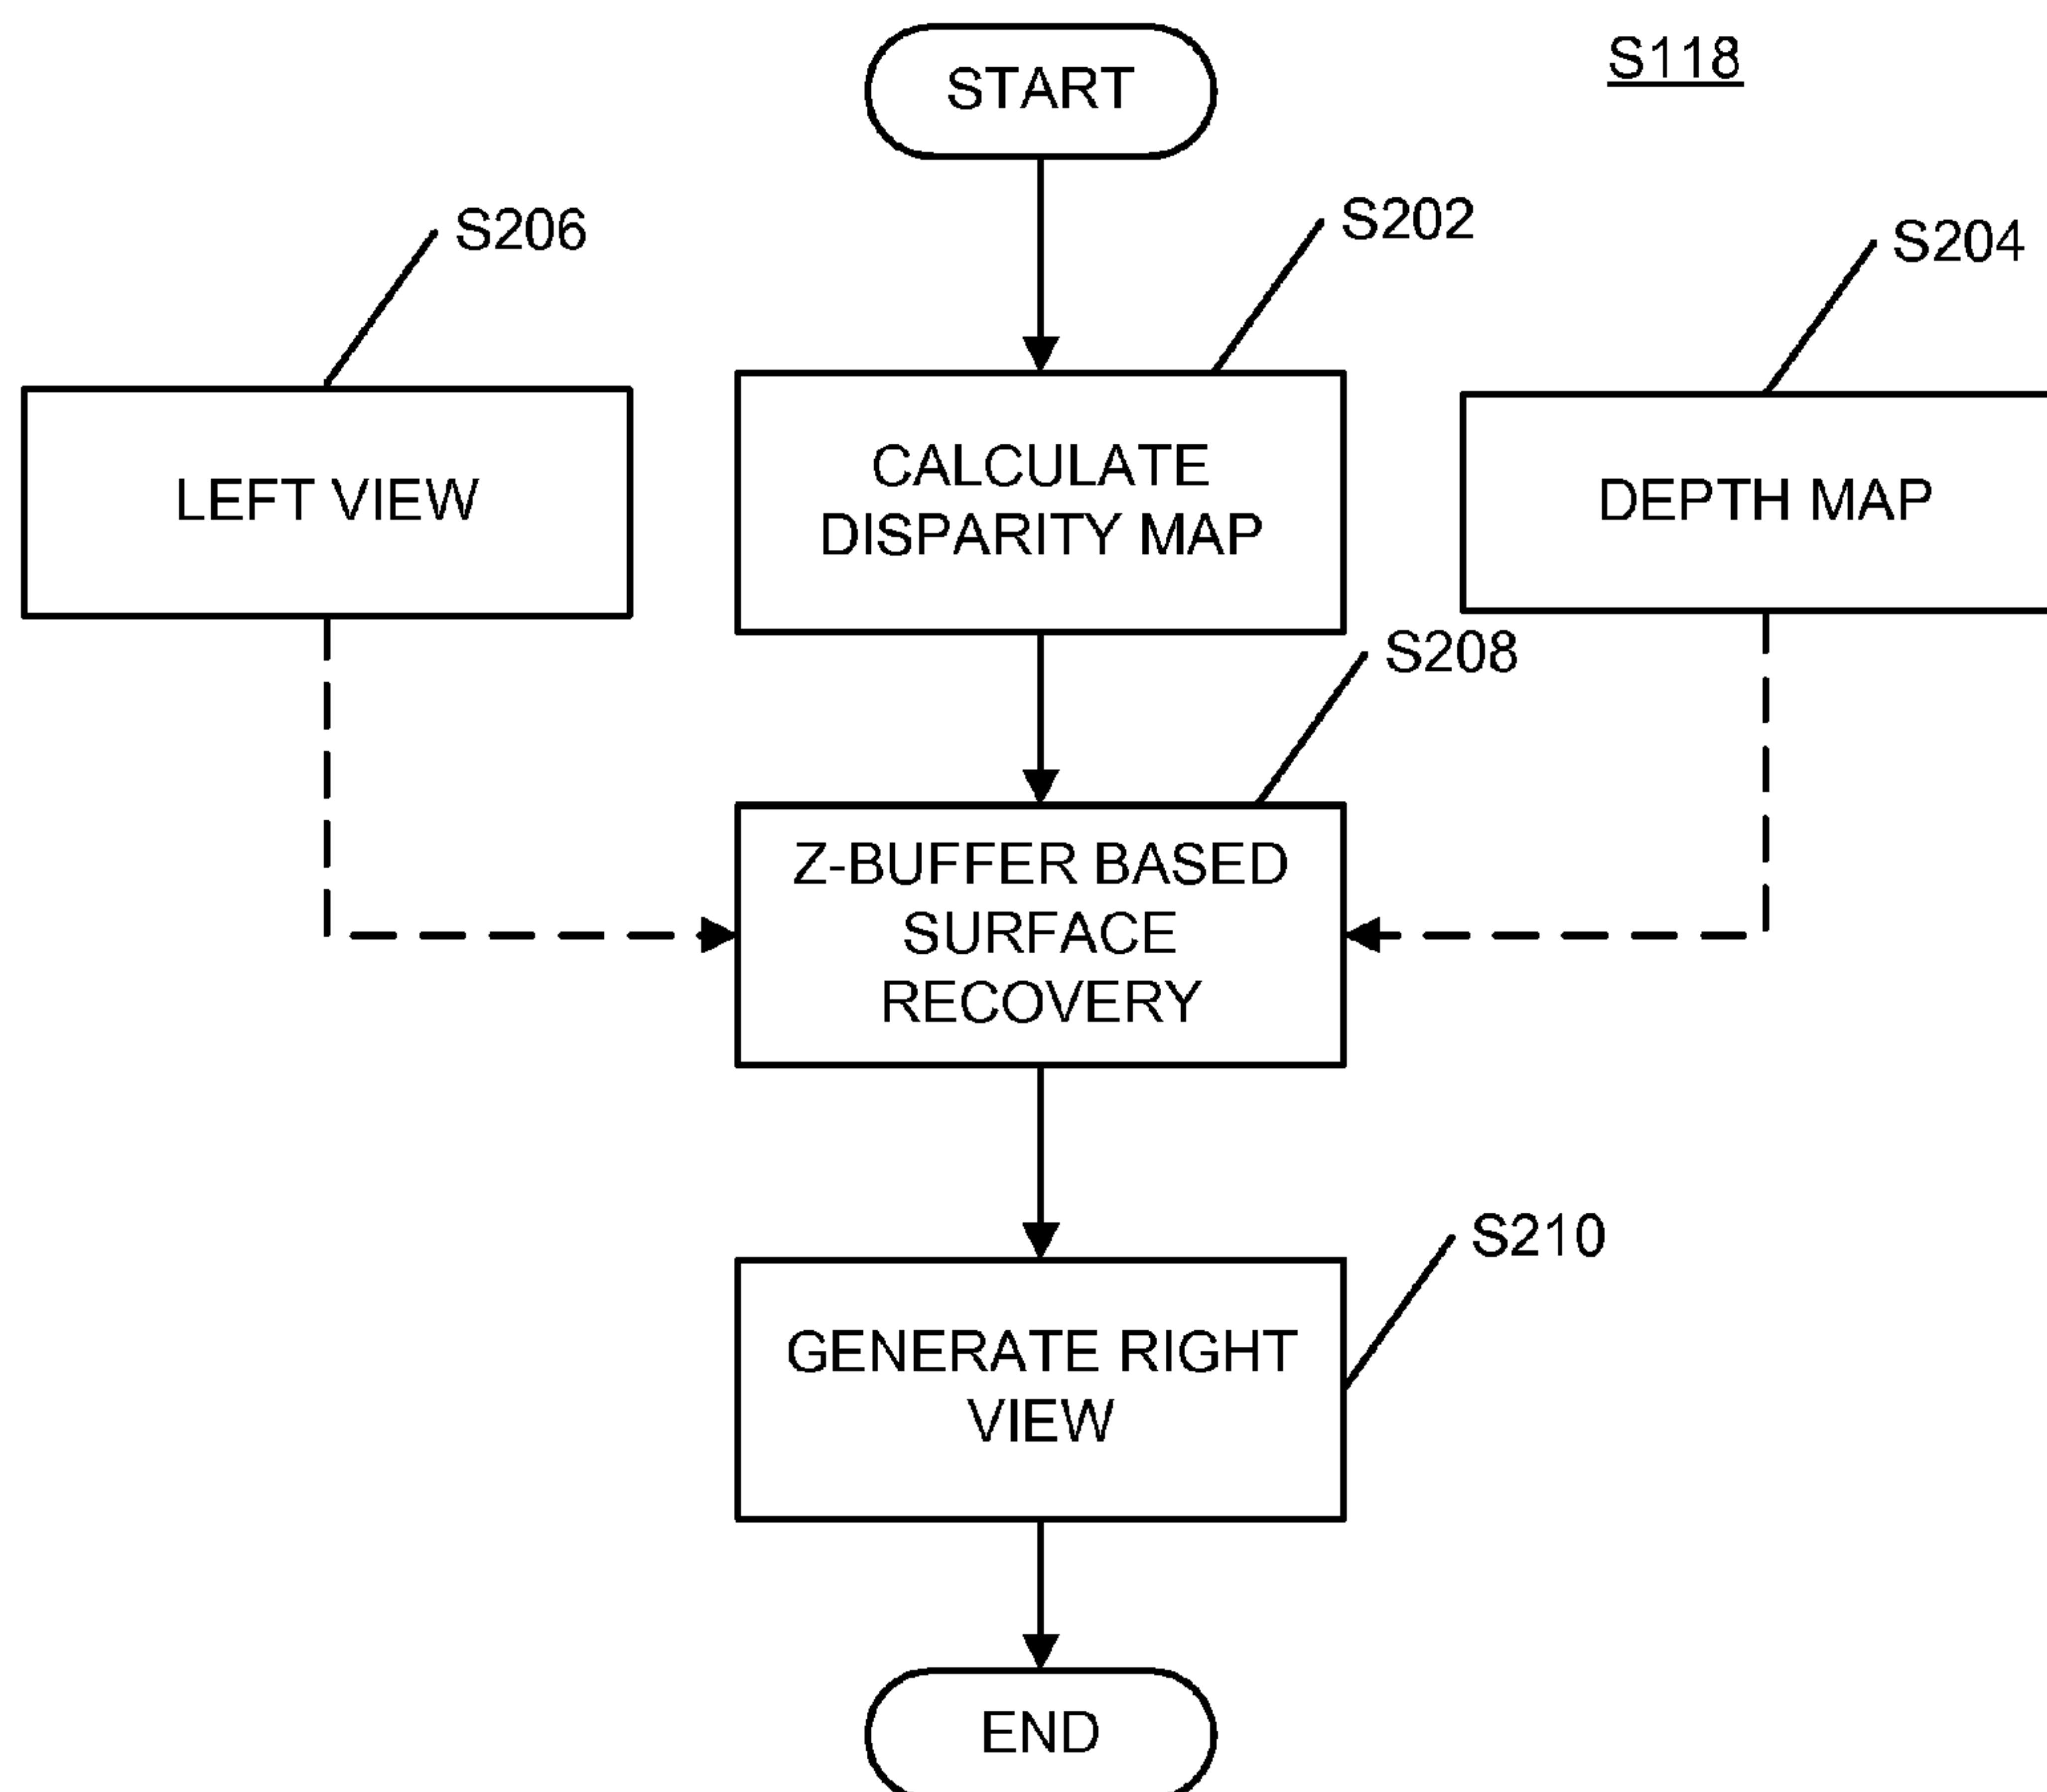 START
S118
S206
S202
S204
LEFT VIEW
CALCULATE
DISPARITY MAP
DEPTH MAP
S208
Z-BUFFER BASED
SURFACE
RECOVERY
S210
GENERATE RIGHT
VIEW
END